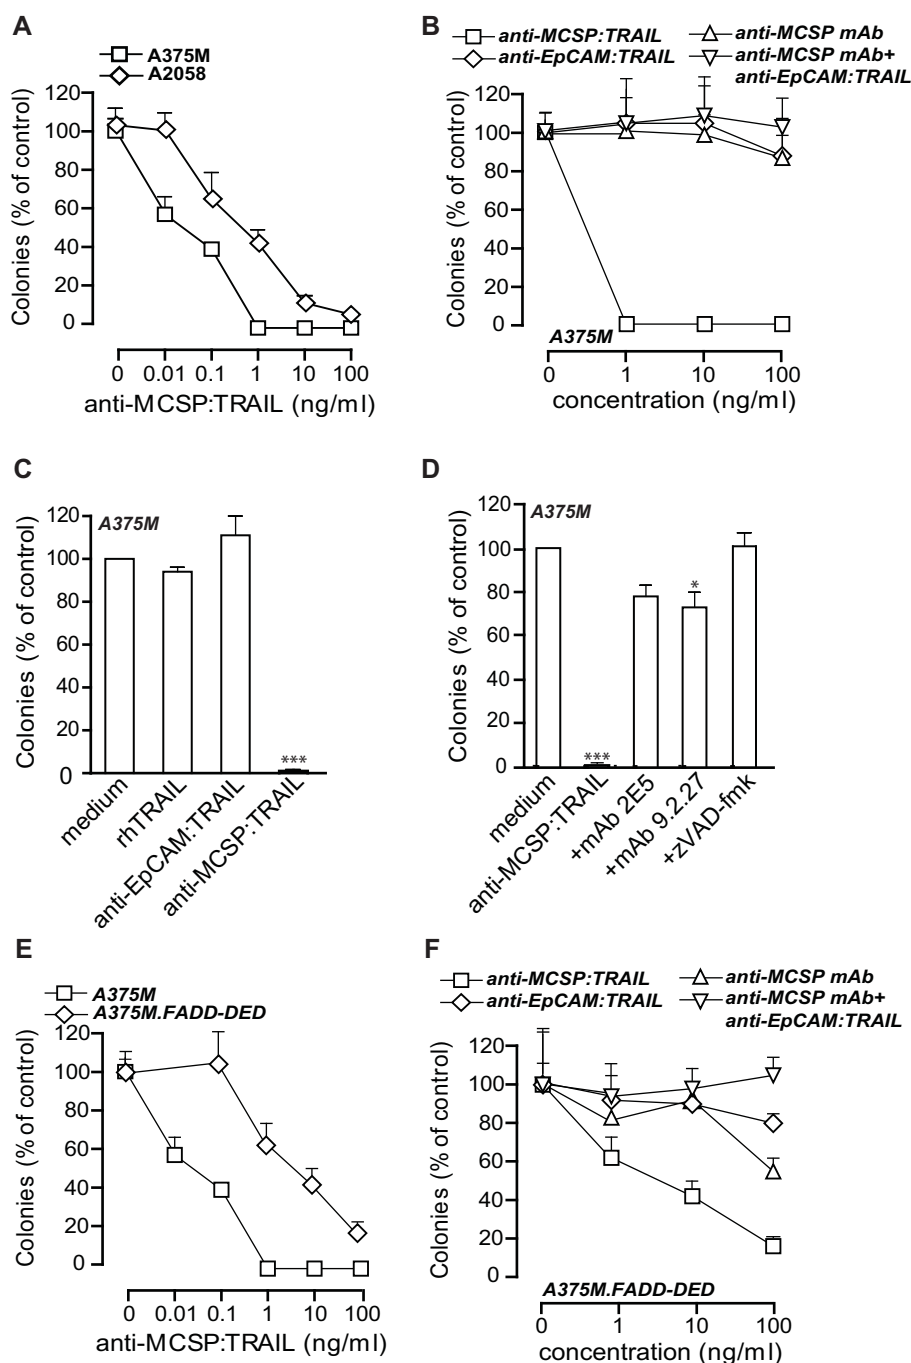 A
A375M
A2058
120
100
80
60
40
20
0
Colonies (% of control)
0 0.01 0.1 1 10 100
anti-MCSP:TRAIL (ng/ml)
B
anti-MCSP:TRAIL
anti-EpCAM:TRAIL
anti-MCSP mAb
anti-MCSP mAb+
anti-EpCAM:TRAIL
120
100
80
60
40
20
0
Colonies (% of control)
A375M
0 1 10 100
concentration (ng/ml)
C
A375M
120
100
80
60
40
20
0
Colonies (% of control)
***
medium
rhTRAIL
anti-EpCAM:TRAIL
anti-MCSP:TRAIL
D
A375M
120
100
80
60
40
20
0
Colonies (% of control)
***
*
medium
anti-MCSP:TRAIL
+mAb 2E5
+mAb 9.2.27
+zVAD-fmk
E
A375M
A375M.FADD-DED
120
100
80
60
40
20
0
Colonies (% of control)
0 0.01 0.1 1 10 100
anti-MCSP:TRAIL (ng/ml)
F
anti-MCSP:TRAIL
anti-EpCAM:TRAIL
anti-MCSP mAb
anti-MCSP mAb+
anti-EpCAM:TRAIL
120
100
80
60
40
20
0
Colonies (% of control)
A375M.FADD-DED
0 1 10 100
concentration (ng/ml)